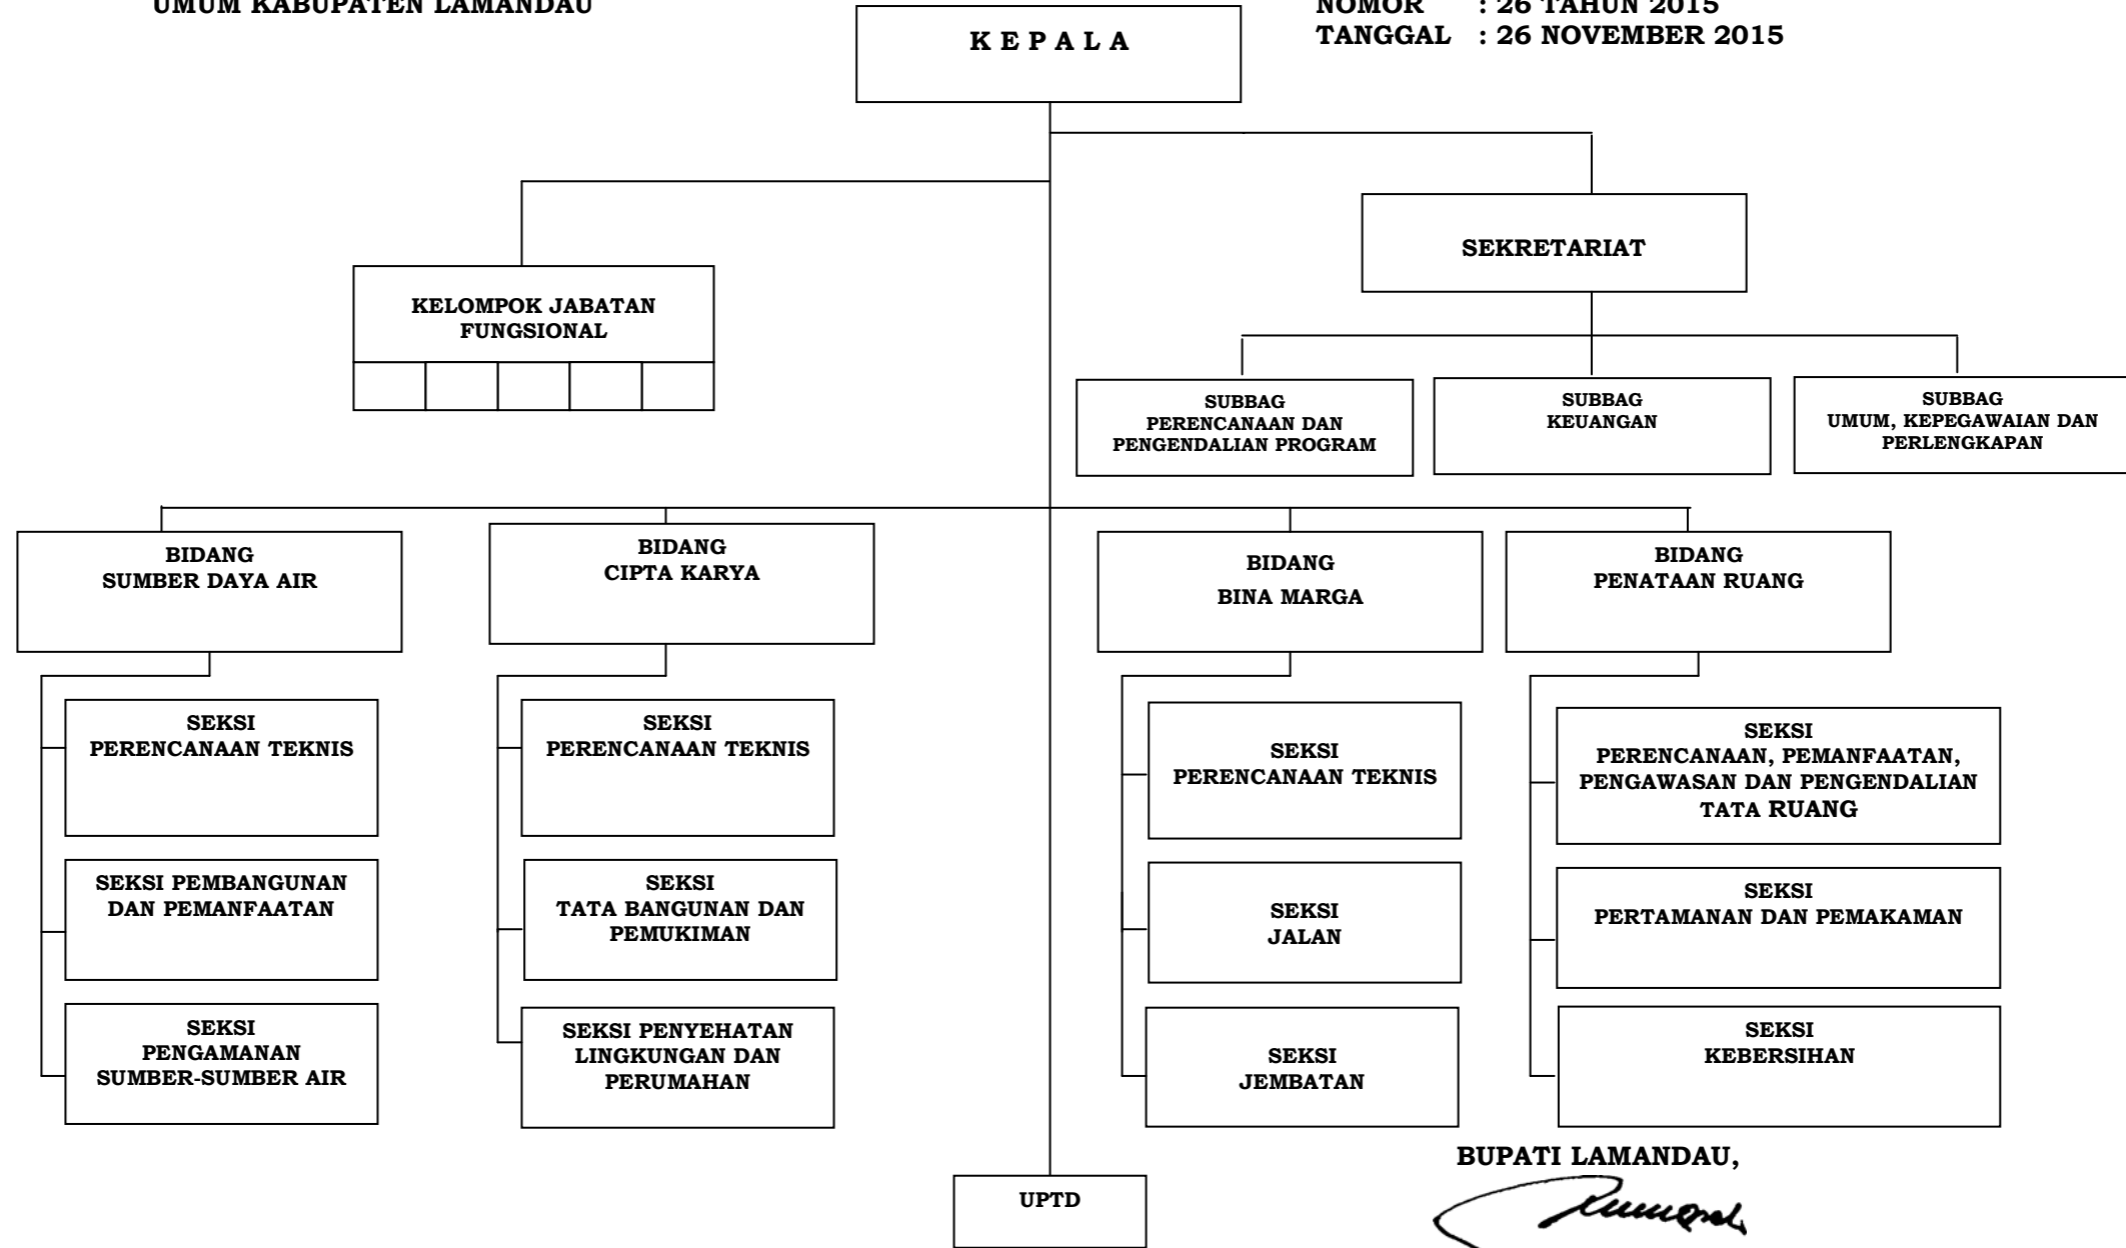 UMUM KABUPATEN LAMANDAU
NOMOR : 26 TAHUN 2015
TANGGAL : 26 NOVEMBER 2015
K E P A L A
SEKRETARIAT
KELOMPOK JABATAN
FUNGSIONAL
SUBBAG
PERENCANAAN DAN
PENGENDALIAN PROGRAM
SUBBAG
KEUANGAN
SUBBAG
UMUM, KEPEGAWAIAN DAN
PERLENGKAPAN
BIDANG
SUMBER DAYA AIR
BIDANG
CIPTA KARYA
BIDANG
BINA MARGA
BIDANG
PENATAAN RUANG
SEKSI
PERENCANAAN TEKNIS
SEKSI PEMBANGUNAN
DAN PEMANFAATAN
SEKSI
PENGAMANAN
SUMBER-SUMBER AIR
SEKSI
PERENCANAAN TEKNIS
SEKSI
TATA BANGUNAN DAN
PEMUKIMAN
SEKSI PENYEHATAN
LINGKUNGAN DAN
PERUMAHAN
SEKSI
PERENCANAAN TEKNIS
SEKSI
JALAN
SEKSI
JEMBATAN
SEKSI
PERENCANAAN, PEMANFAATAN,
PENGAWASAN DAN PENGENDALIAN
TATA RUANG
SEKSI
PERTAMANAN DAN PEMAKAMAN
SEKSI
KEBERSIHAN
UPTD
BUPATI LAMANDAU,